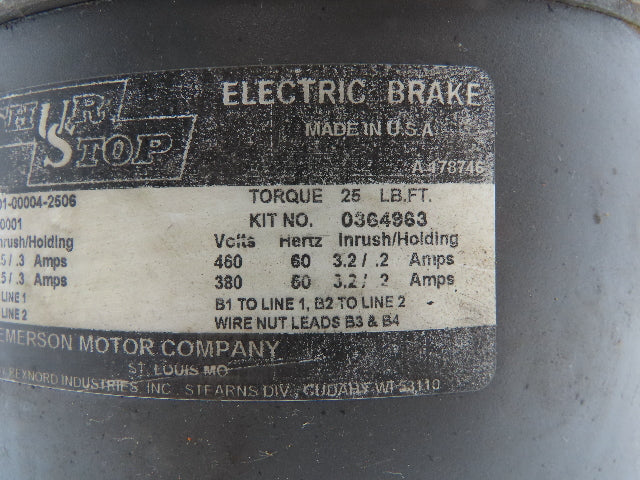 SHUR STOP
ELECTRIC BRAKE
MADE IN U.S.A
A-178746
01-00004-2506 TORQUE 25 LB.FT.
0001 KIT NO. 0364963
nrush/Holding Volts Hertz Inrush/Holding
5 / .3 Amps 460 60 3.2 / .2 Amps
5 / .3 Amps 380 50 3.2 / .2 Amps
LINE 1 B1 TO LINE 1, B2 TO LINE 2
LINE 2 WIRE NUT LEADS B3 & B4
EMERSON MOTOR COMPANY
ST. LOUIS MO
REXNORD INDUSTRIES, INC. STEARNS DIV., CUDAHY WI 53110